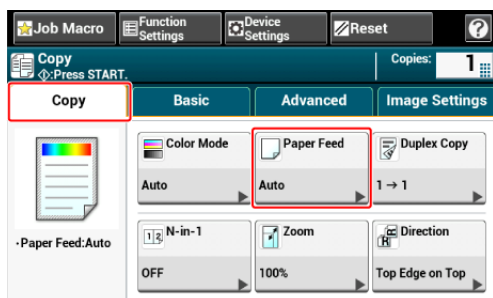 Job Macro
Function Settings
Device Settings
Reset
?
Copy
:Press START.
Copies:
1
Copy
Basic
Advanced
Image Settings
Color Mode
Auto
Paper Feed
Auto
Duplex Copy
1 → 1
·Paper Feed:Auto
1 2 N-in-1
OFF
Zoom
100%
R Direction
Top Edge on Top